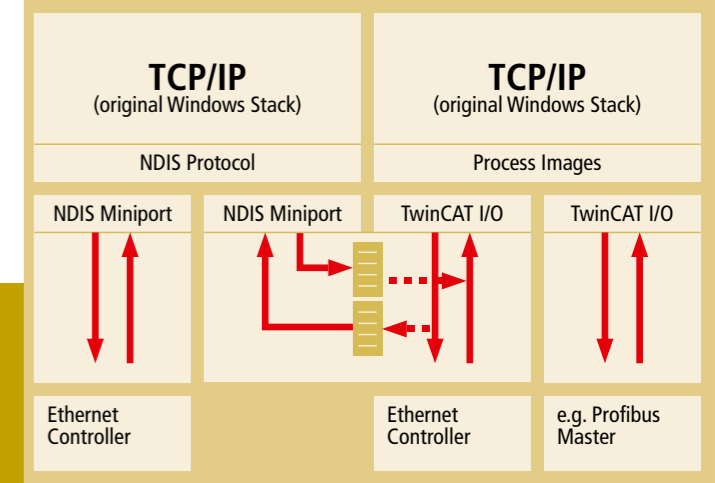 TCP/IP
(original Windows Stack)
NDIS Protocol
TCP/IP
(original Windows Stack)
Process Images
NDIS Miniport
NDIS Miniport
TwinCAT I/O
TwinCAT I/O
Ethernet
Controller
Ethernet
Controller
e.g. Profibus
Master